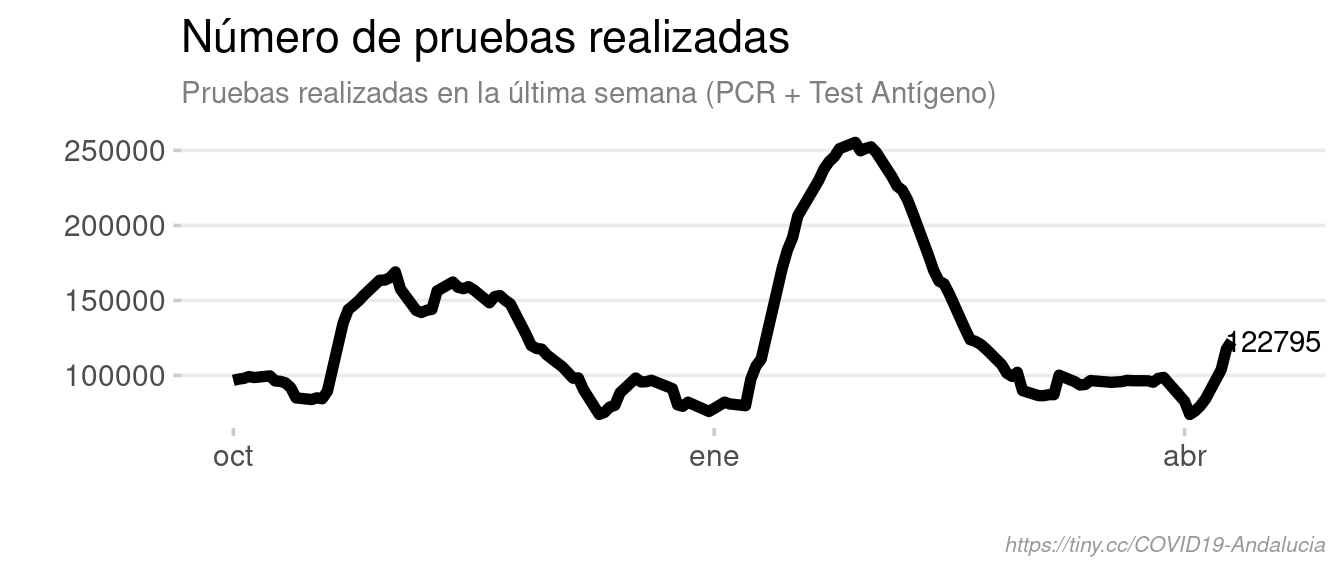 Número de pruebas realizadas
Pruebas realizadas en la última semana (PCR + Test Antígeno)
250000
200000
150000
100000
122795
oct
ene
abr
https://tiny.cc/COVID19-Andalucia